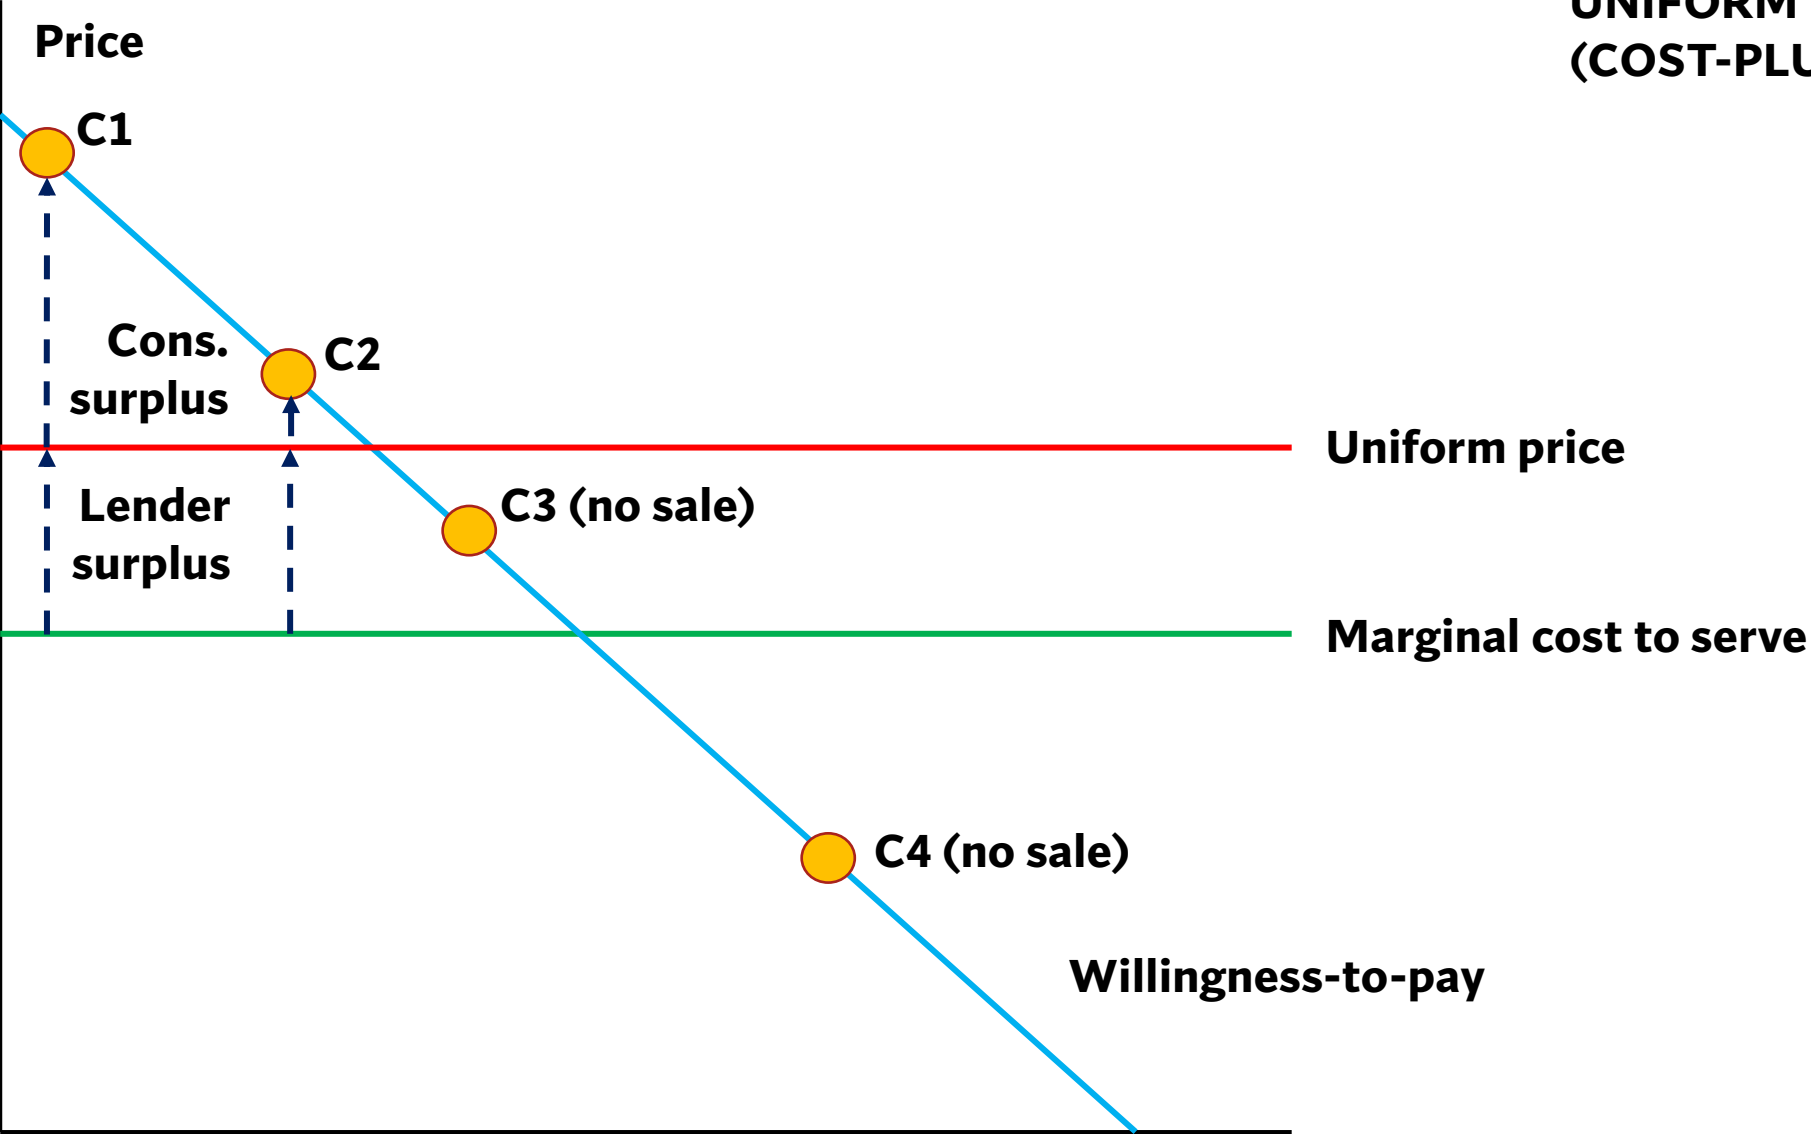 UNIFORM
(COST-PLU
Price
C1
Cons.
surplus
C2
Uniform price
Lender
surplus
C3 (no sale)
Marginal cost to serve
C4 (no sale)
Willingness-to-pay